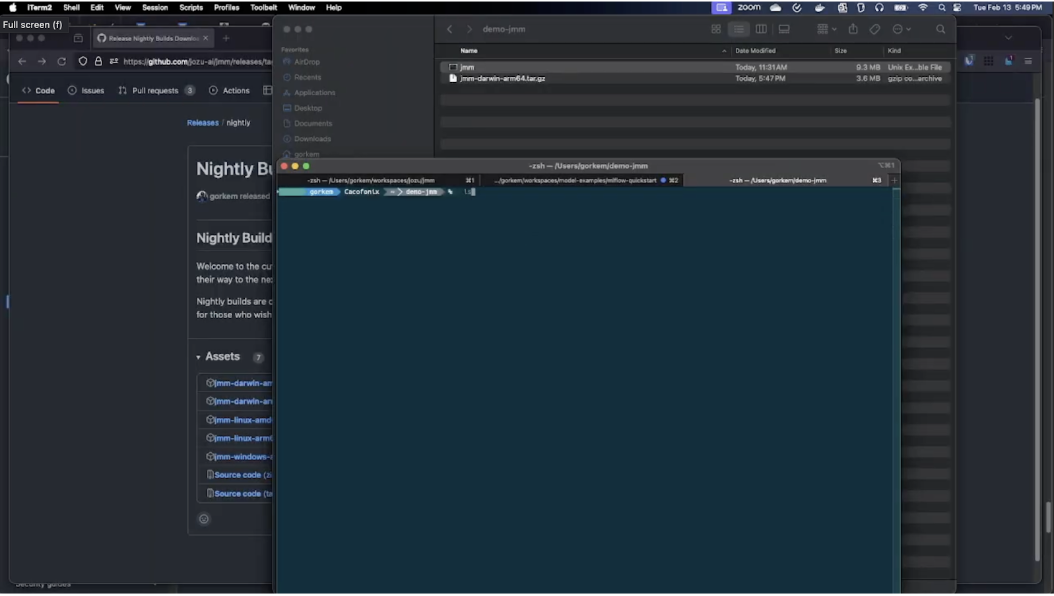 iTerm2 Shell Edit View Session Scripts Profiles Toolbelt Window Help zoom Tue Feb 13 5:49 PM
Full screen (f)
Release Nightly Builds Downlo
https://github.com/jozu-ai/jmm/releases/ta
Code Issues Pull requests 3 Actions
Releases / nightly
Nightly Bu
gorkem released
Nightly Build
Welcome to the cu
their way to the ne
Nightly builds are c
for those who wish
Assets 7
jmm-darwin-am
jmm-darwin-arm
jmm-linux-amd
jmm-linux-arm6
jmm-windows-a
Source code (zi
Source code (ta
demo-jmm
Favorites
AirDrop
Recents
Applications
Desktop
Documents
Downloads
gorkem
Name Date Modified Size Kind
jmm Today, 11:31 AM 9.3 MB Unix Ex...ble File
jmm-darwin-arm64.tar.gz Today, 5:47 PM 3.6 MB gzip co...archive
-zsh — /Users/gorkem/demo-jmm ⌥⌘1
-zsh — /Users/gorkem/workspaces/jozu/jmm ⌘1 .../gorkem/workspaces/model-examples/mlflow-quickstart ⌘2 -zsh — /Users/gorkem/demo-jmm ⌘3
gorkem Cacofonix ~ demo-jmm % ls